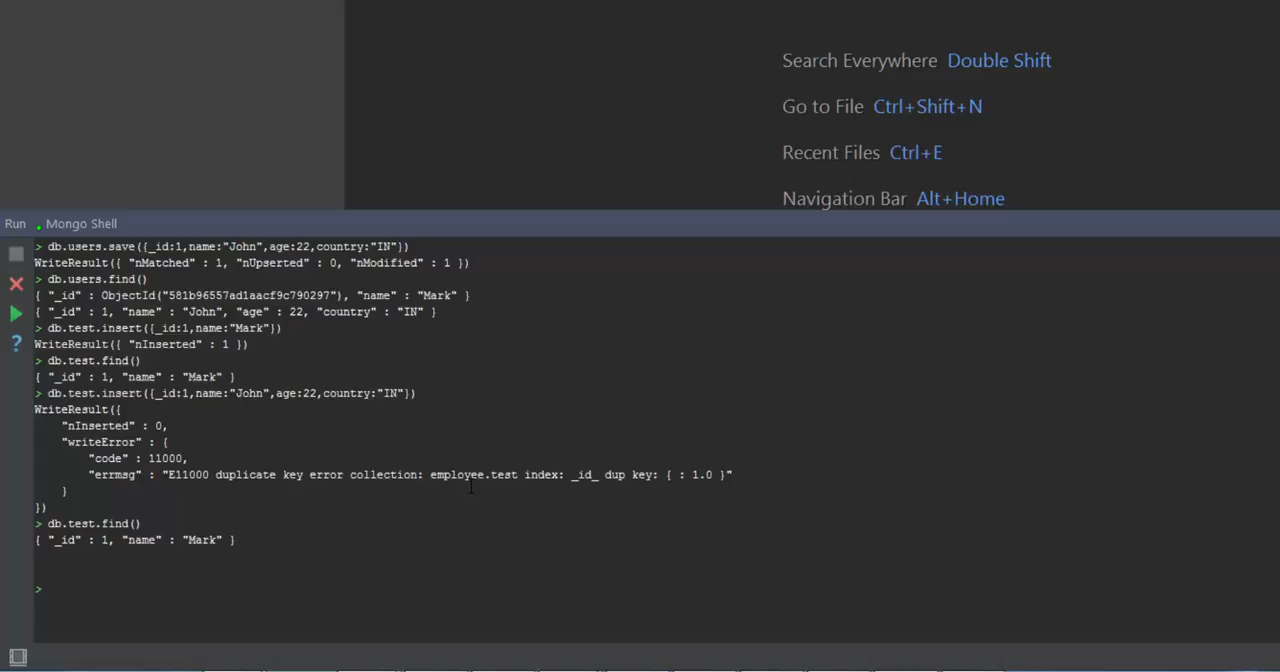 Search Everywhere Double Shift
Go to File Ctrl+Shift+N
Recent Files Ctrl+E
Navigation Bar Alt+Home
Run Mongo Shell
> db.users.save({_id:1,name:"John",age:22,country:"IN"})
WriteResult({ "nMatched" : 1, "nUpserted" : 0, "nModified" : 1 })
> db.users.find()
{ "_id" : ObjectId("581b96557ad1aacf9c790297"), "name" : "Mark" }
{ "_id" : 1, "name" : "John", "age" : 22, "country" : "IN" }
> db.test.insert({_id:1,name:"Mark"})
WriteResult({ "nInserted" : 1 })
> db.test.find()
{ "_id" : 1, "name" : "Mark" }
> db.test.insert({_id:1,name:"John",age:22,country:"IN"})
WriteResult({
"nInserted" : 0,
"writeError" : {
"code" : 11000,
"errmsg" : "E11000 duplicate key error collection: employee.test index: _id_ dup key: { : 1.0 }"
}
})
> db.test.find()
{ "_id" : 1, "name" : "Mark" }
>